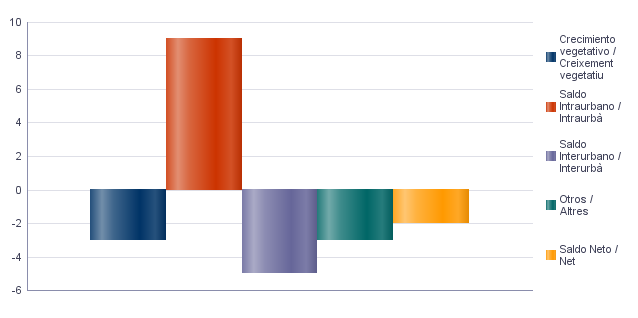 10
8
6
4
2
0
-2
-4
-6
Crecimiento
vegetativo /
Creixement
vegetatiu
Saldo
Intraurbano /
Intraurbà
Saldo
Interurbano /
Interurbà
Otros /
Altres
Saldo Neto /
Net